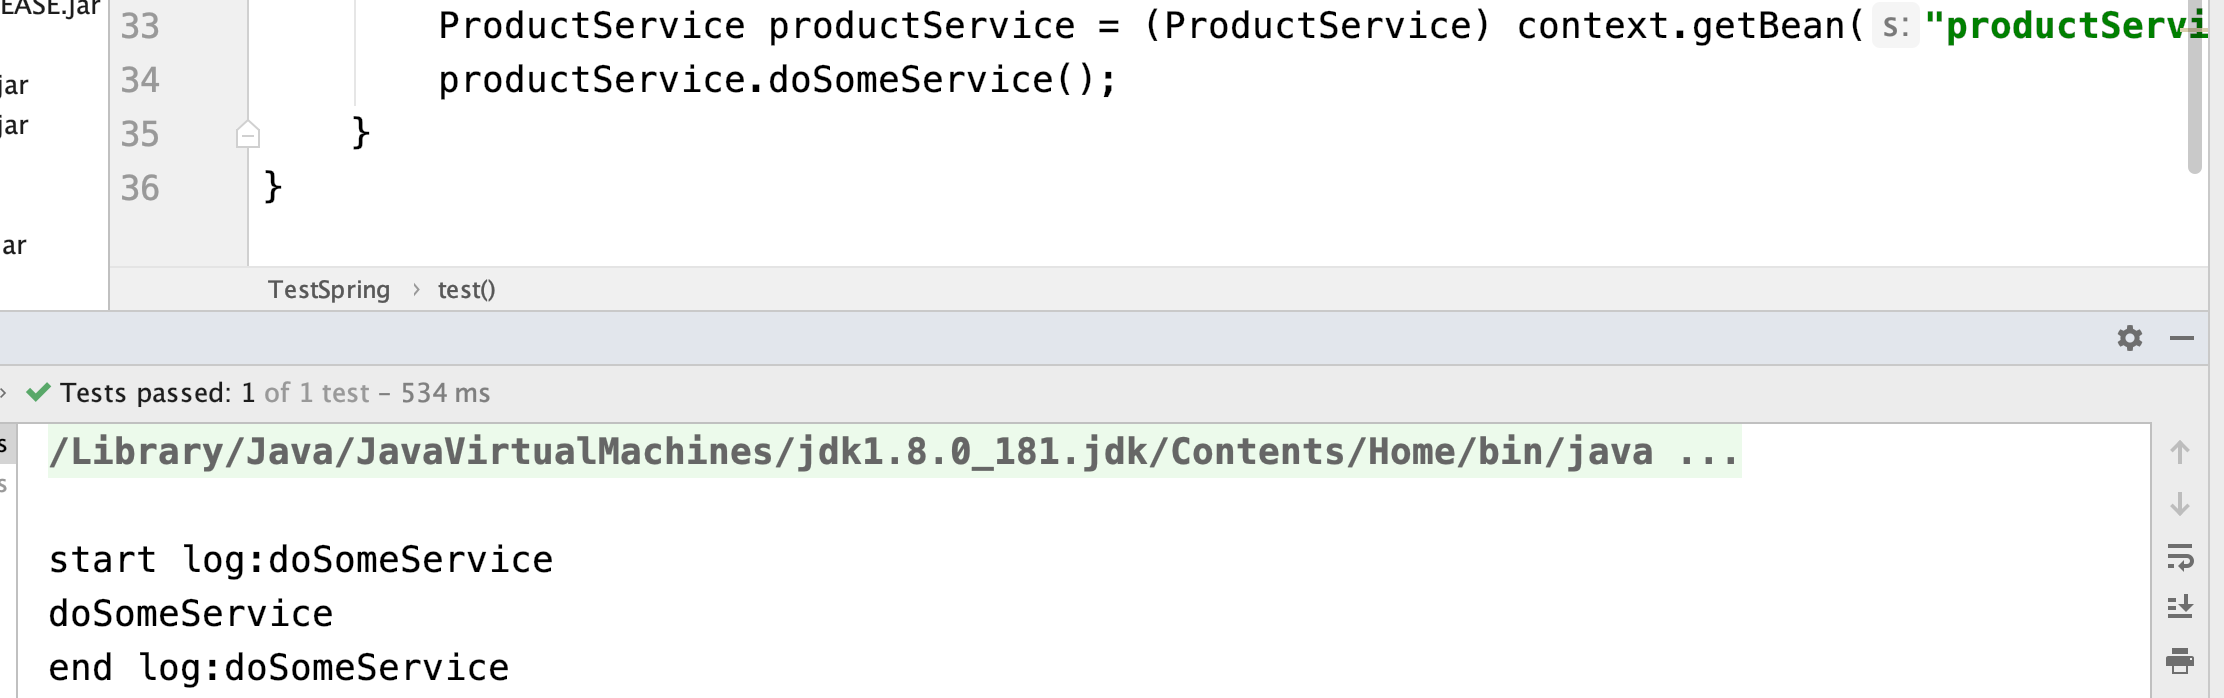 EASE.jar
jar
jar
ar
33 ProductService productService = (ProductService) context.getBean( s: "productServi
34 productService.doSomeService();
35 }
36 }
TestSpring › test()
Tests passed: 1 of 1 test – 534 ms
s
s
/Library/Java/JavaVirtualMachines/jdk1.8.0_181.jdk/Contents/Home/bin/java ...
start log:doSomeService
doSomeService
end log:doSomeService